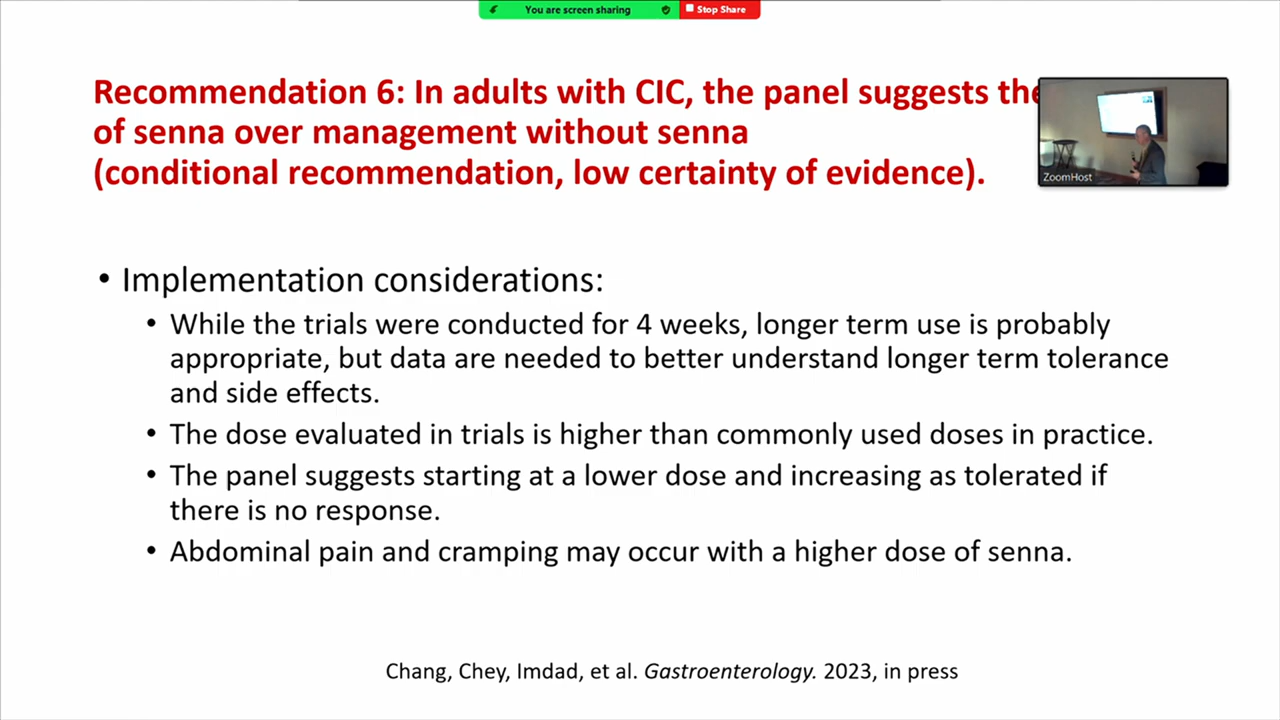 You are screen sharing
Stop Share
Recommendation 6: In adults with CIC, the panel suggests the
of senna over management without senna
(conditional recommendation, low certainty of evidence).
ZoomHost
• Implementation considerations:
• While the trials were conducted for 4 weeks, longer term use is probably
appropriate, but data are needed to better understand longer term tolerance
and side effects.
• The dose evaluated in trials is higher than commonly used doses in practice.
• The panel suggests starting at a lower dose and increasing as tolerated if
there is no response.
• Abdominal pain and cramping may occur with a higher dose of senna.
Chang, Chey, Imdad, et al. Gastroenterology. 2023, in press